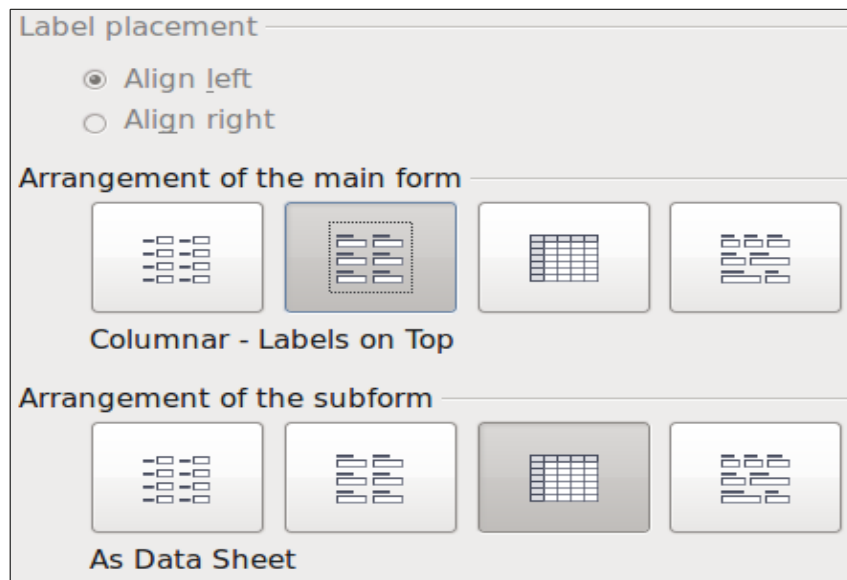 Label placement
Align left
Align right
Arrangement of the main form
Columnar - Labels on Top
Arrangement of the subform
As Data Sheet